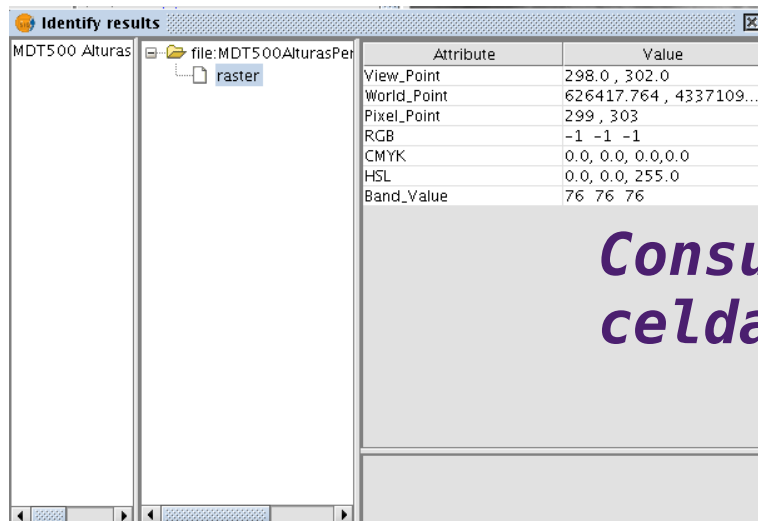 Identify results
MDT500 Alturas
file:MDT500AlturasPer
raster
Attribute Value
View_Point 298.0 , 302.0
World_Point 626417.764 , 4337109...
Pixel_Point 299 , 303
RGB -1 -1 -1
CMYK 0.0, 0.0, 0.0,0.0
HSL 0.0, 0.0, 255.0
Band_Value 76 76 76
Consu
celda